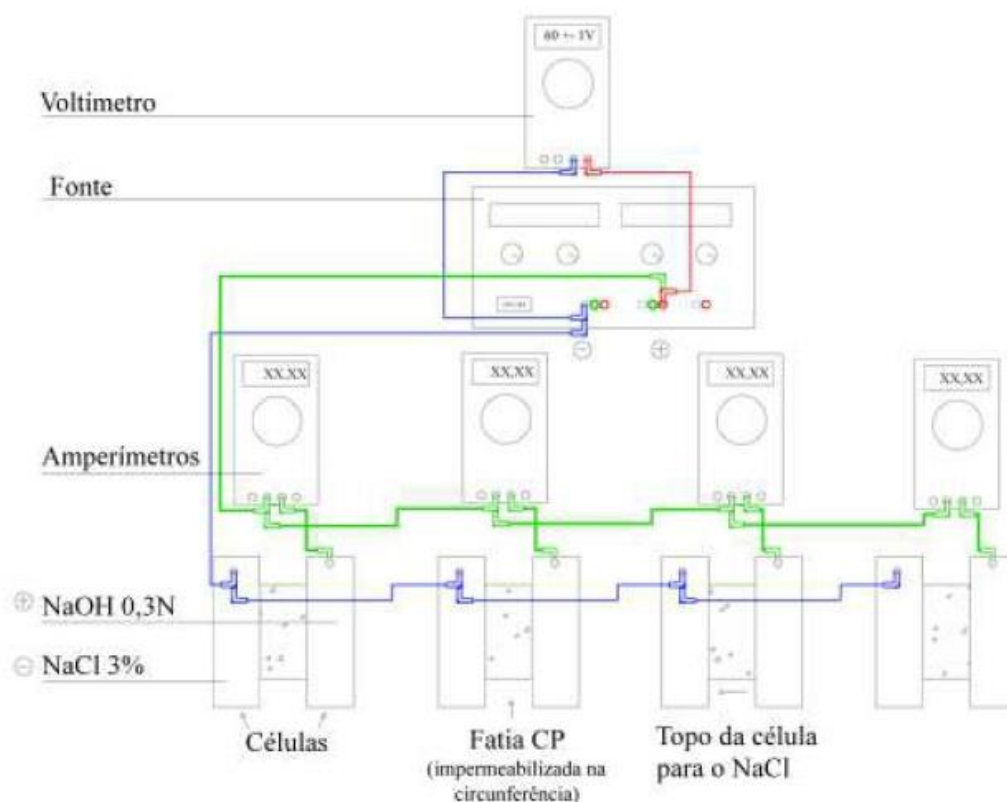 60 +- 1V
Voltímetro
Fonte
XX,XX
XX,XX
XX,XX
XX,XX
Amperímetros
⊕ NaOH 0,3N
⊖ NaCl 3%
Células
Fatia CP
(impermeabilizada na
circunferência)
Topo da célula
para o NaCl